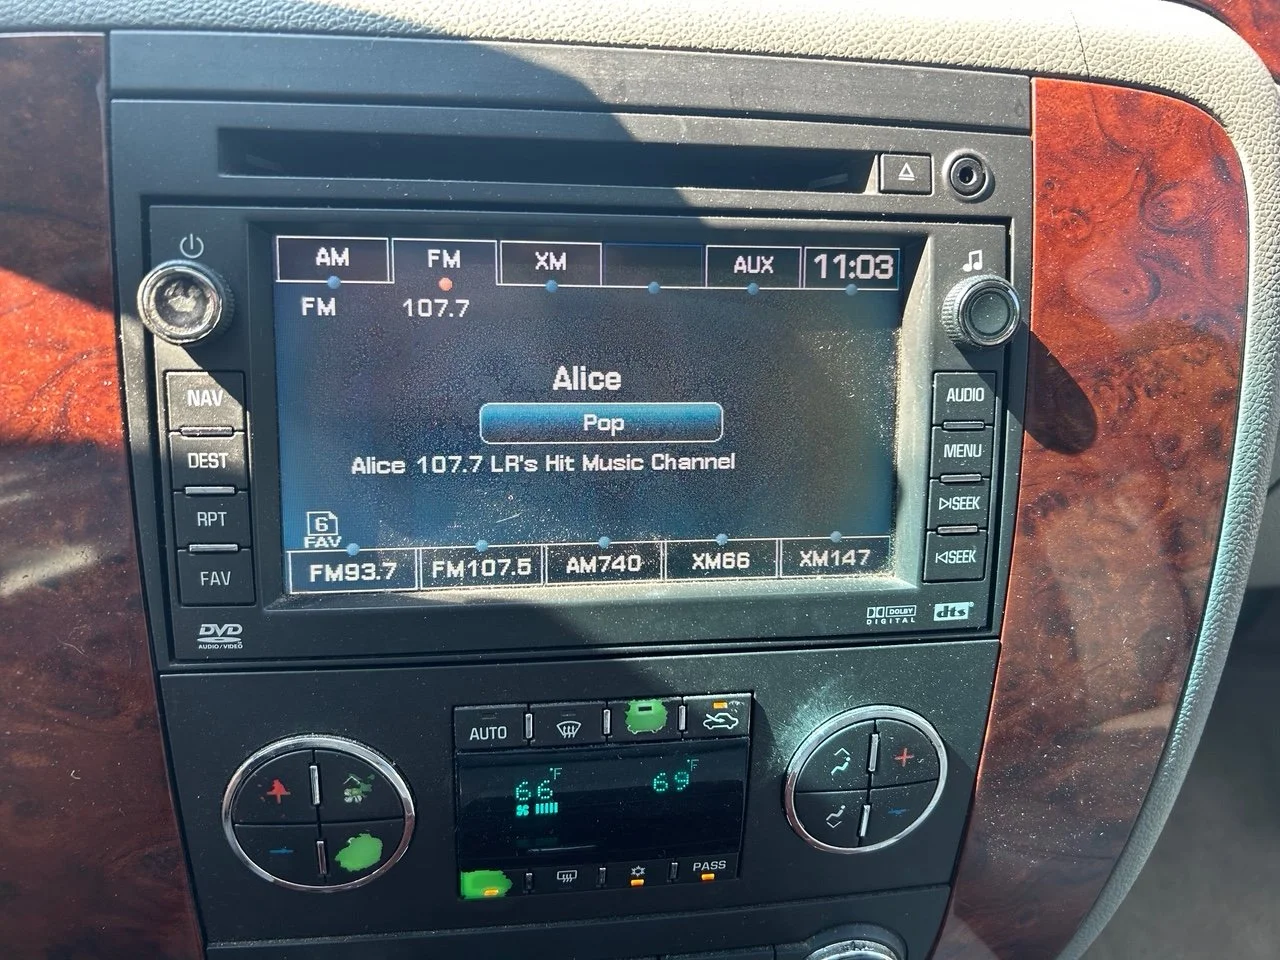 AM FM XM AUX 11:03
FM 107.7
Alice
Pop
Alice 107.7 LR's Hit Music Channel
6
FAV
FM93.7 FM107.5 AM740 XM66 XM147
NAV
DEST
RPT
FAV
DVD
AUDIO/VIDEO
AUDIO
MENU
SEEK
SEEK
DOLBY
DIGITAL
dts
AUTO
66°F 69°F
PASS